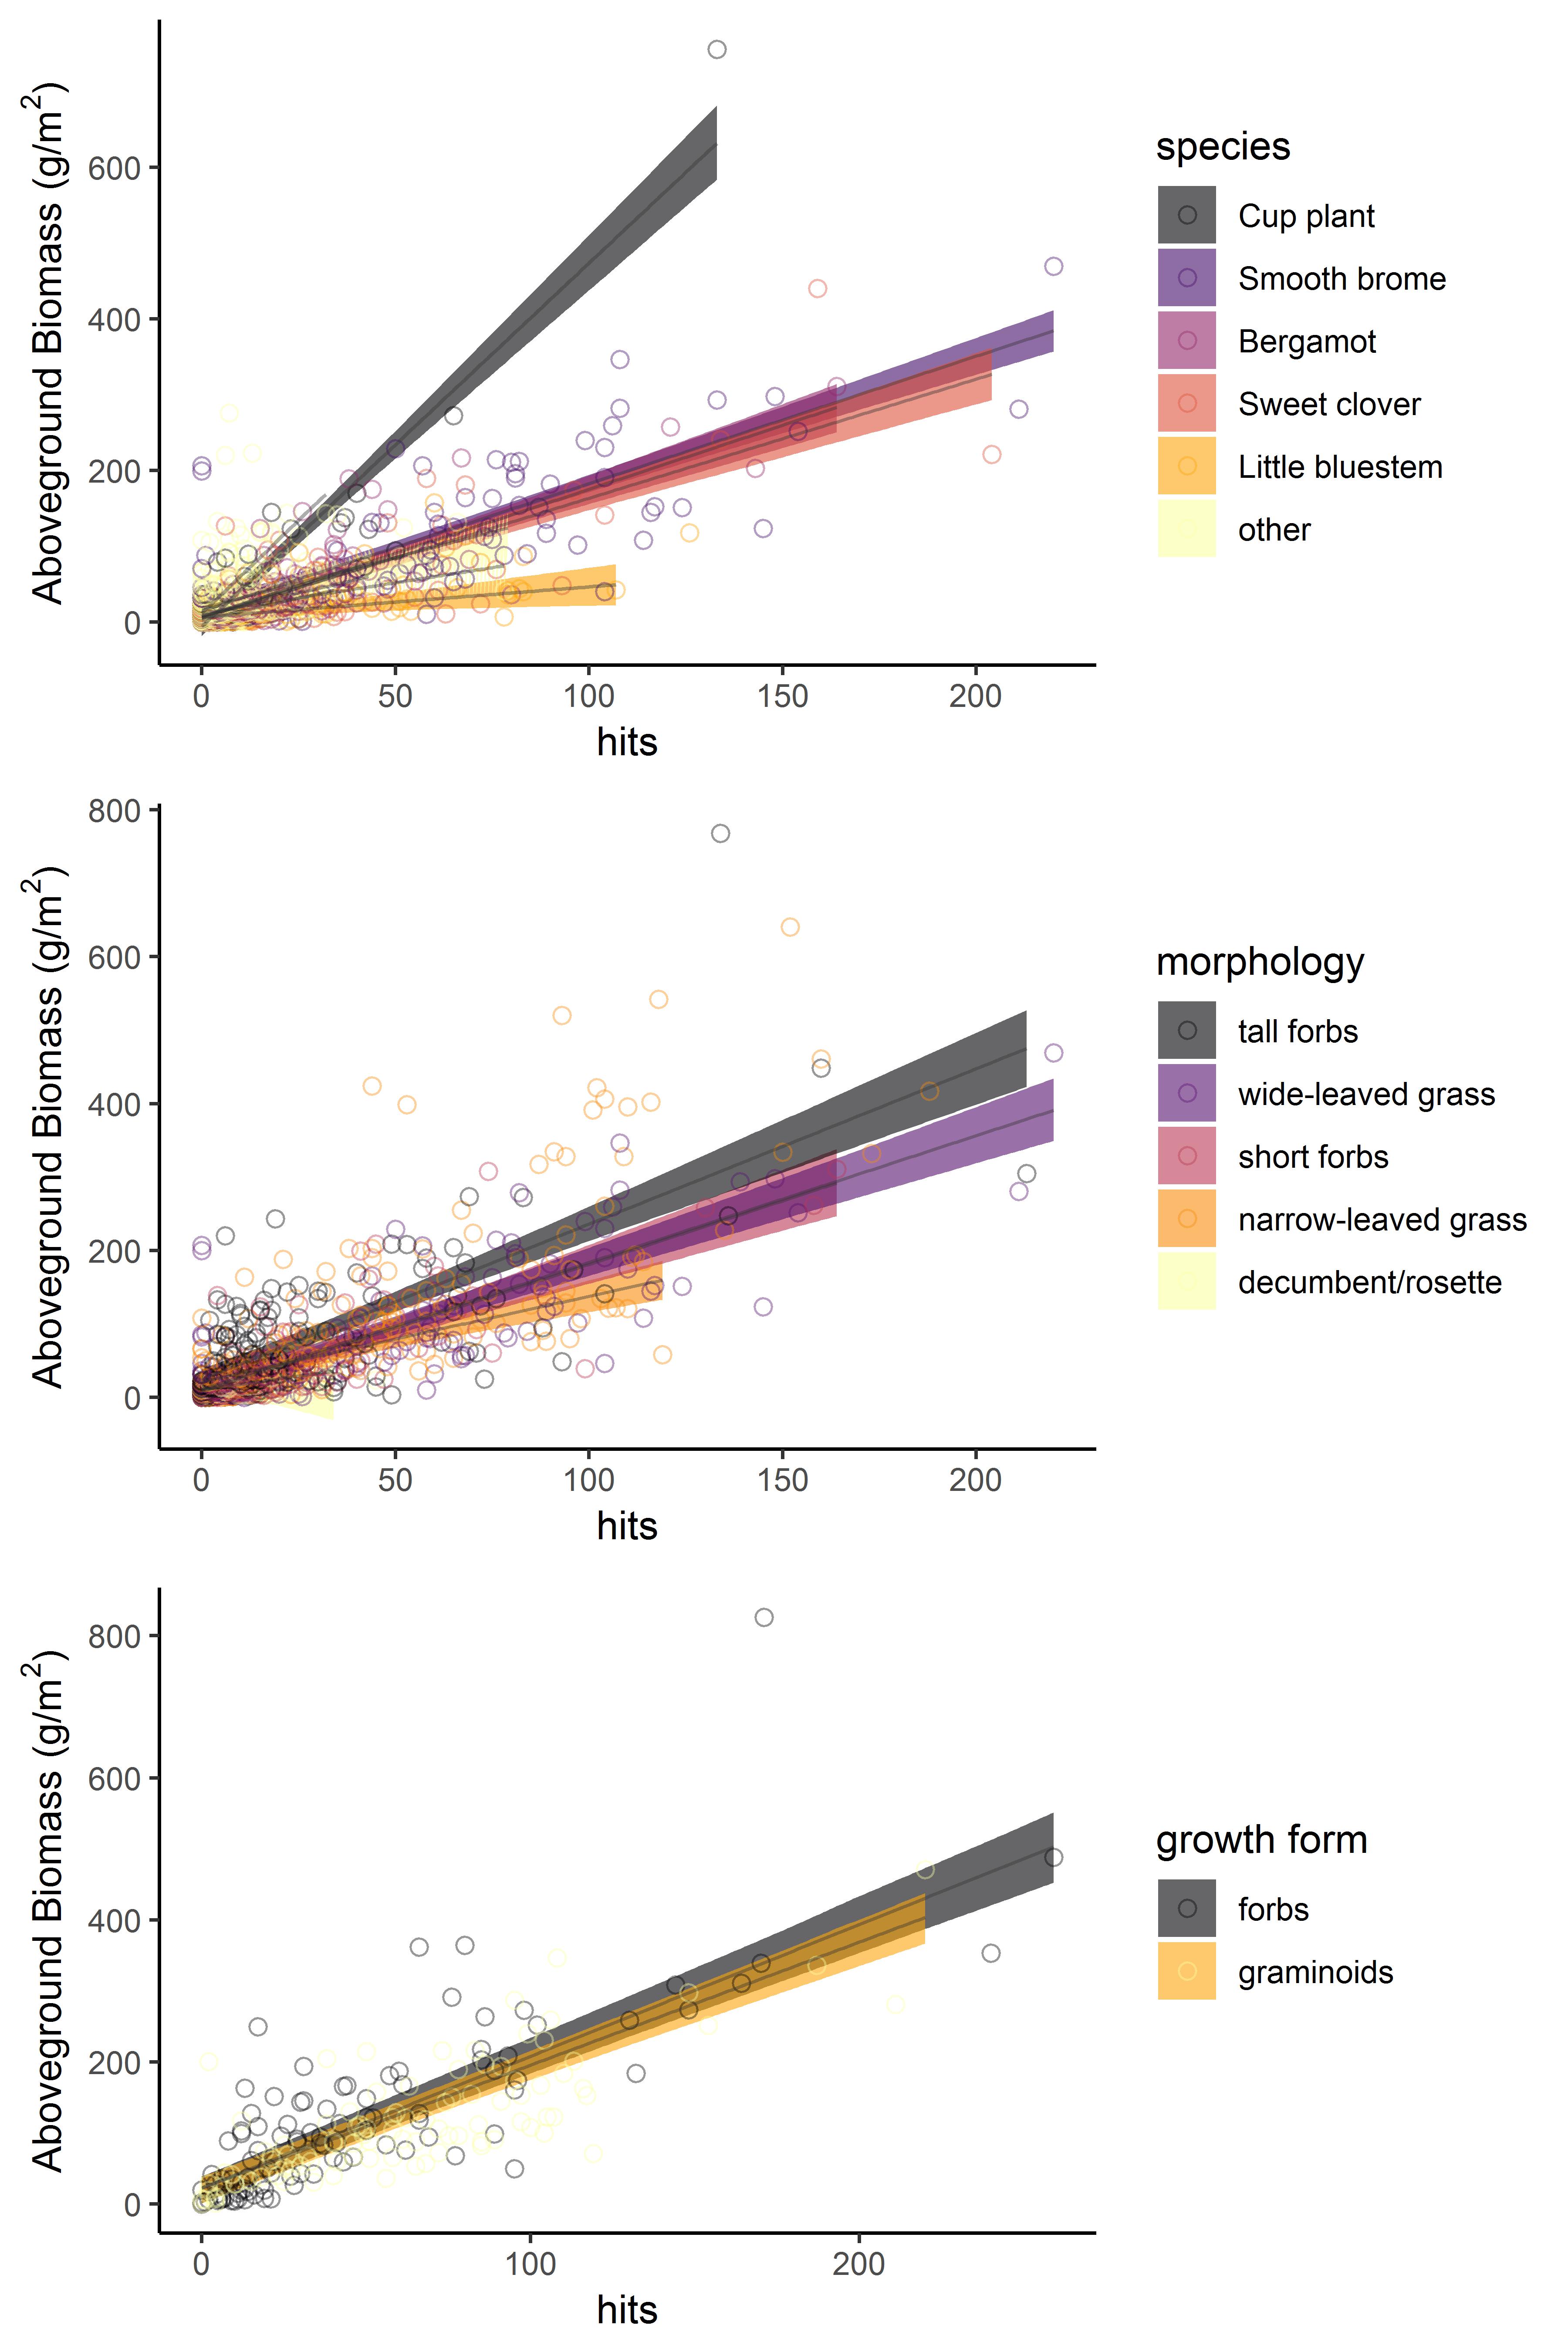 Aboveground Biomass (g/m²)
600
400
200
0
0 50 100 150 200
hits
species
Cup plant
Smooth brome
Bergamot
Sweet clover
Little bluestem
other
Aboveground Biomass (g/m²)
800
600
400
200
0
0 50 100 150 200
hits
morphology
tall forbs
wide-leaved grass
short forbs
narrow-leaved grass
decumbent/rosette
Aboveground Biomass (g/m²)
800
600
400
200
0
0 100 200
hits
growth form
forbs
graminoids